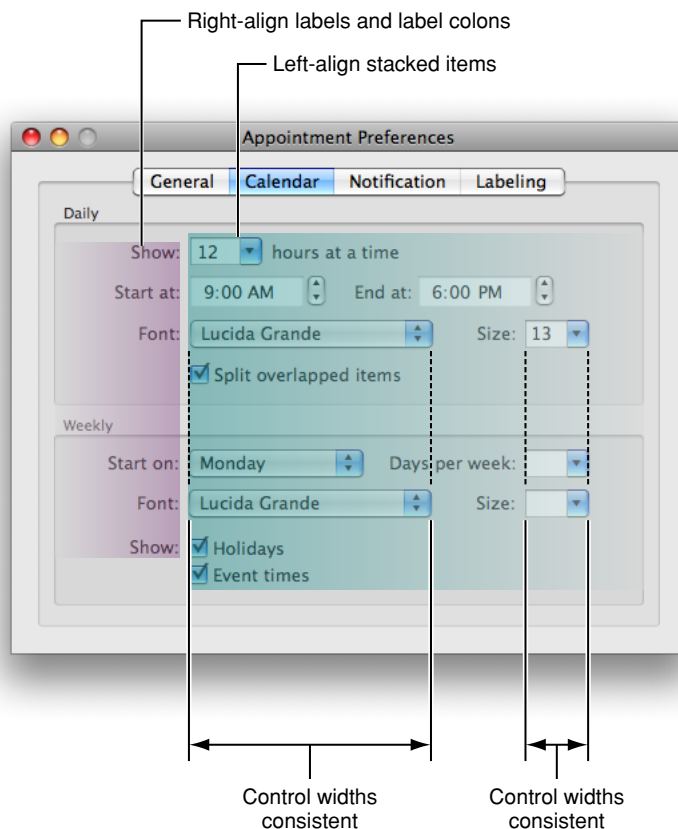 Right-align labels and label colons
Left-align stacked items
Appointment Preferences
General Calendar Notification Labeling
Daily
Show: 12 hours at a time
Start at: 9:00 AM End at: 6:00 PM
Font: Lucida Grande Size: 13
Split overlapped items
Weekly
Start on: Monday Days per week:
Font: Lucida Grande Size:
Show: Holidays
Event times
Control widths Control widths
consistent consistent